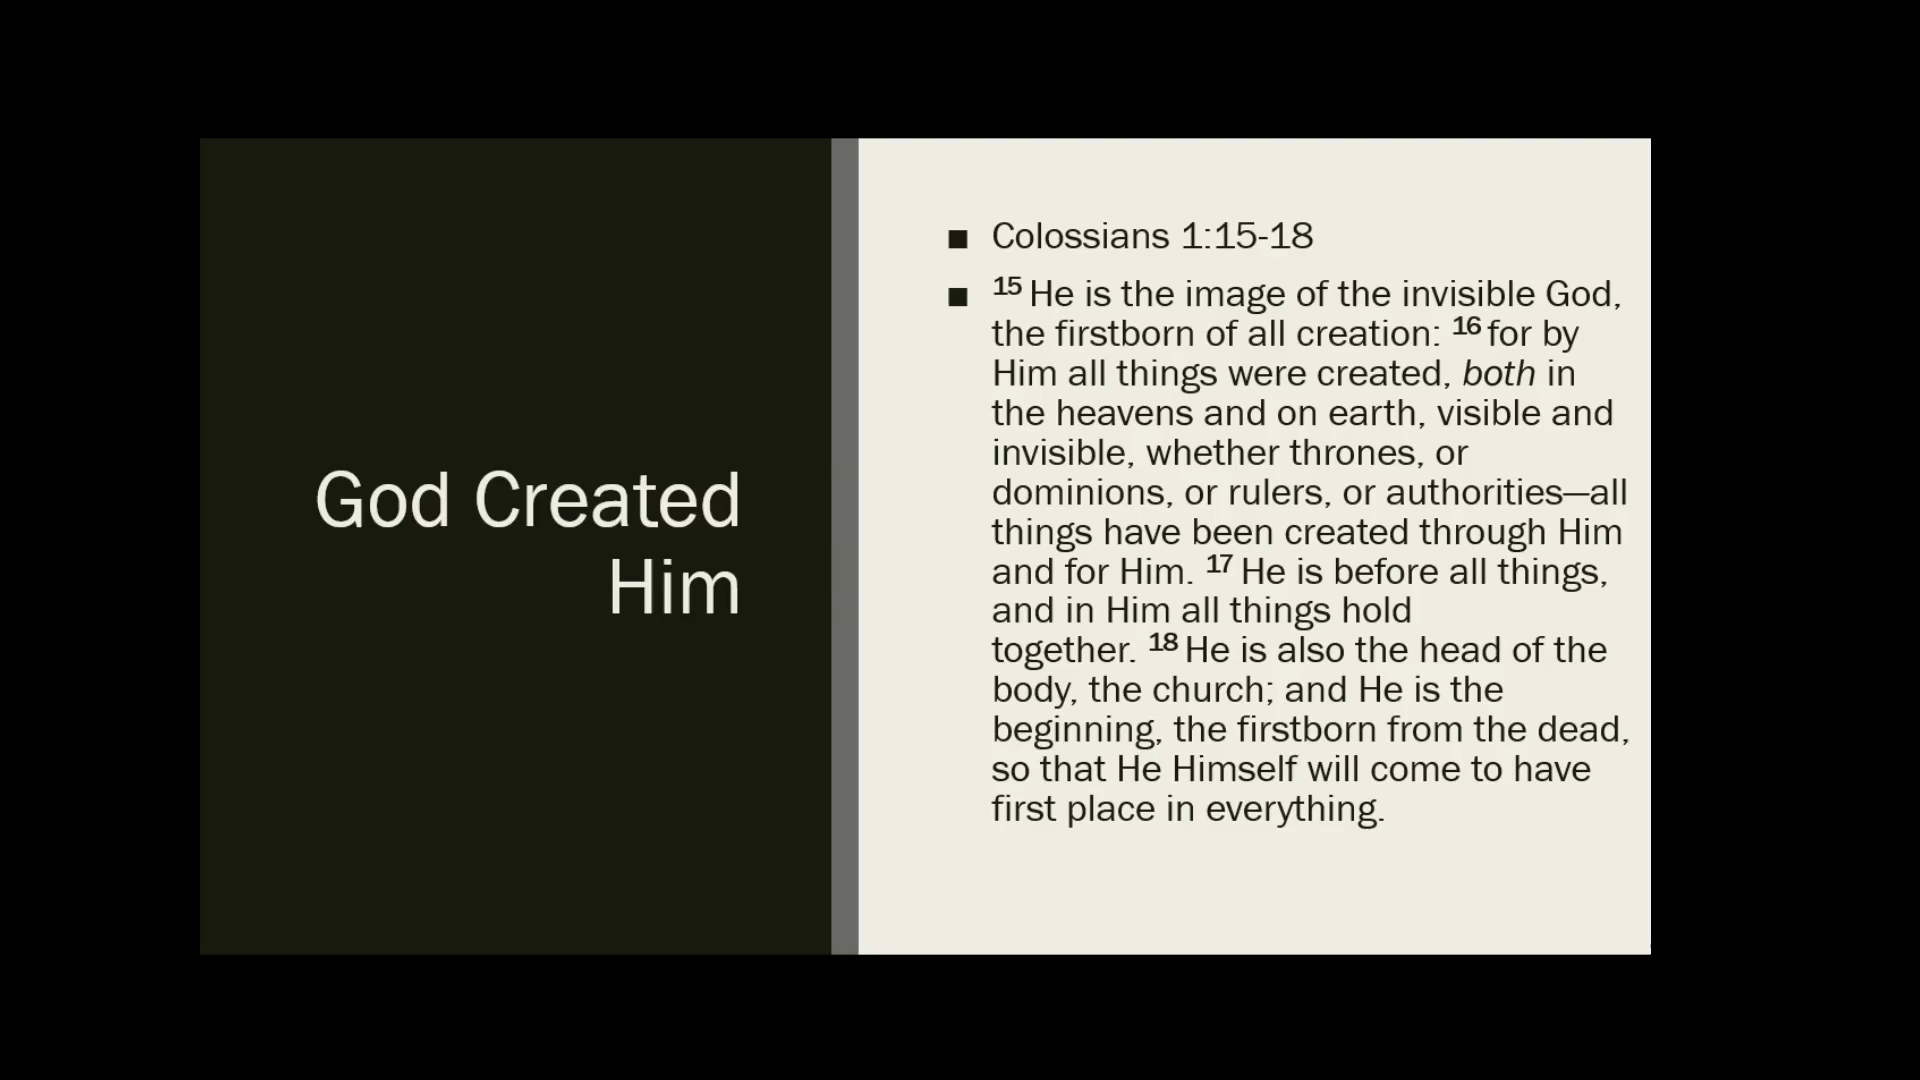 God Created
Him
■ Colossians 1:15-18
■ 15 He is the image of the invisible God,
the firstborn of all creation: 16 for by
Him all things were created, both in
the heavens and on earth, visible and
invisible, whether thrones, or
dominions, or rulers, or authorities—all
things have been created through Him
and for Him. 17 He is before all things,
and in Him all things hold
together. 18 He is also the head of the
body, the church; and He is the
beginning, the firstborn from the dead,
so that He Himself will come to have
first place in everything.